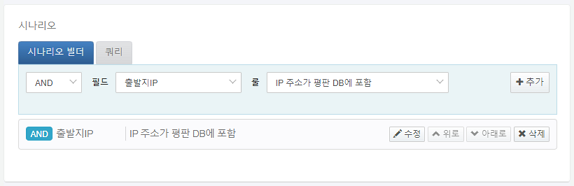 시나리오
시나리오 빌더 쿼리
AND 필드 출발지IP 룰 IP 주소가 평판 DB에 포함 추가
AND 출발지IP IP 주소가 평판 DB에 포함 수정 위로 아래로 삭제